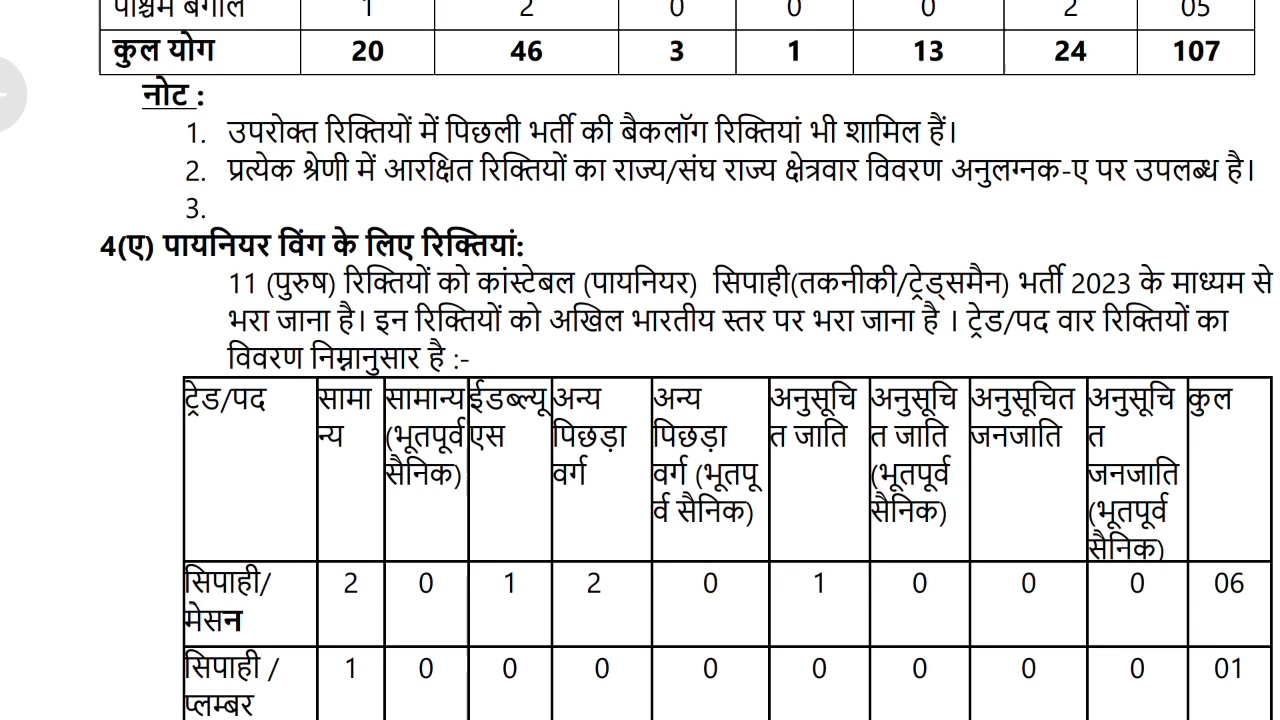 पश्चिम बंगाल 1 2 0 0 0 2 05
कुल योग 20 46 3 1 13 24 107
नोट :
1. उपरोक्त रिक्तियों में पिछली भर्ती की बैकलॉग रिक्तियां भी शामिल हैं।
2. प्रत्येक श्रेणी में आरक्षित रिक्तियों का राज्य/संघ राज्य क्षेत्रवार विवरण अनुलग्नक-ए पर उपलब्ध है।
3.
4(ए) पायनियर विंग के लिए रिक्तियां:
11 (पुरुष) रिक्तियों को कांस्टेबल (पायनियर) सिपाही(तकनीकी/ट्रेड्समैन) भर्ती 2023 के माध्यम से
भरा जाना है। इन रिक्तियों को अखिल भारतीय स्तर पर भरा जाना है । ट्रेड/पद वार रिक्तियों का
विवरण निम्नानुसार है :-
ट्रेड/पद सामा सामान्य ईडब्ल्यू अन्य अन्य अनुसूचि अनुसूचि अनुसूचित अनुसूचि कुल
न्य (भूतपूर्व एस पिछड़ा पिछड़ा त जाति त जाति जनजाति त
सैनिक) वर्ग वर्ग (भूतपू (भूतपूर्व जनजाति
र्व सैनिक) सैनिक) (भूतपूर्व
सैनिक)
सिपाही/ 2 0 1 2 0 1 0 0 0 06
मेसन
सिपाही / 1 0 0 0 0 0 0 0 0 01
प्लम्बर